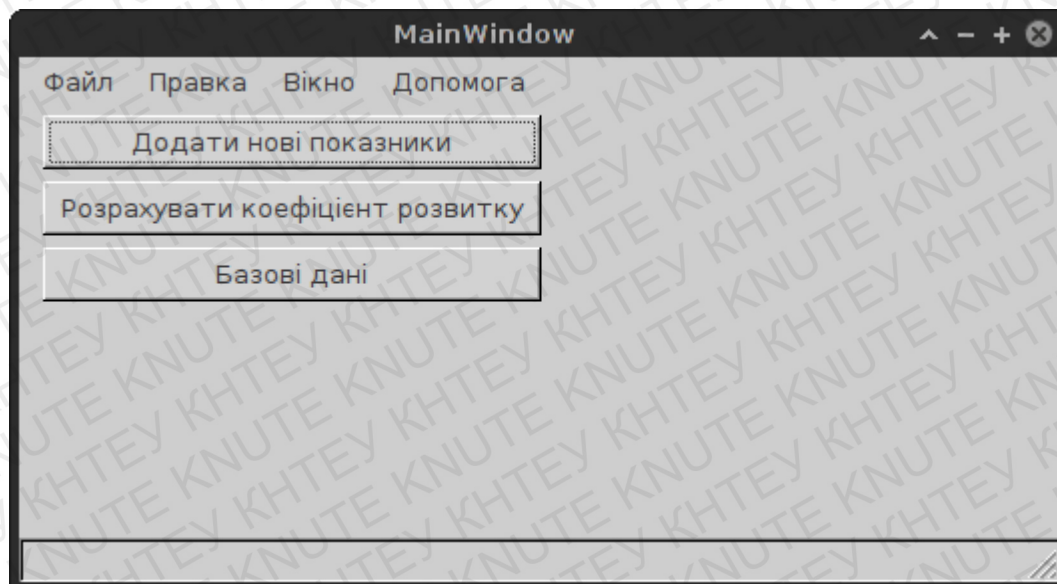 MainWindow
Файл Правка Вікно Допомога
Додати нові показники
Розрахувати коефіцієнт розвитку
Базові дані